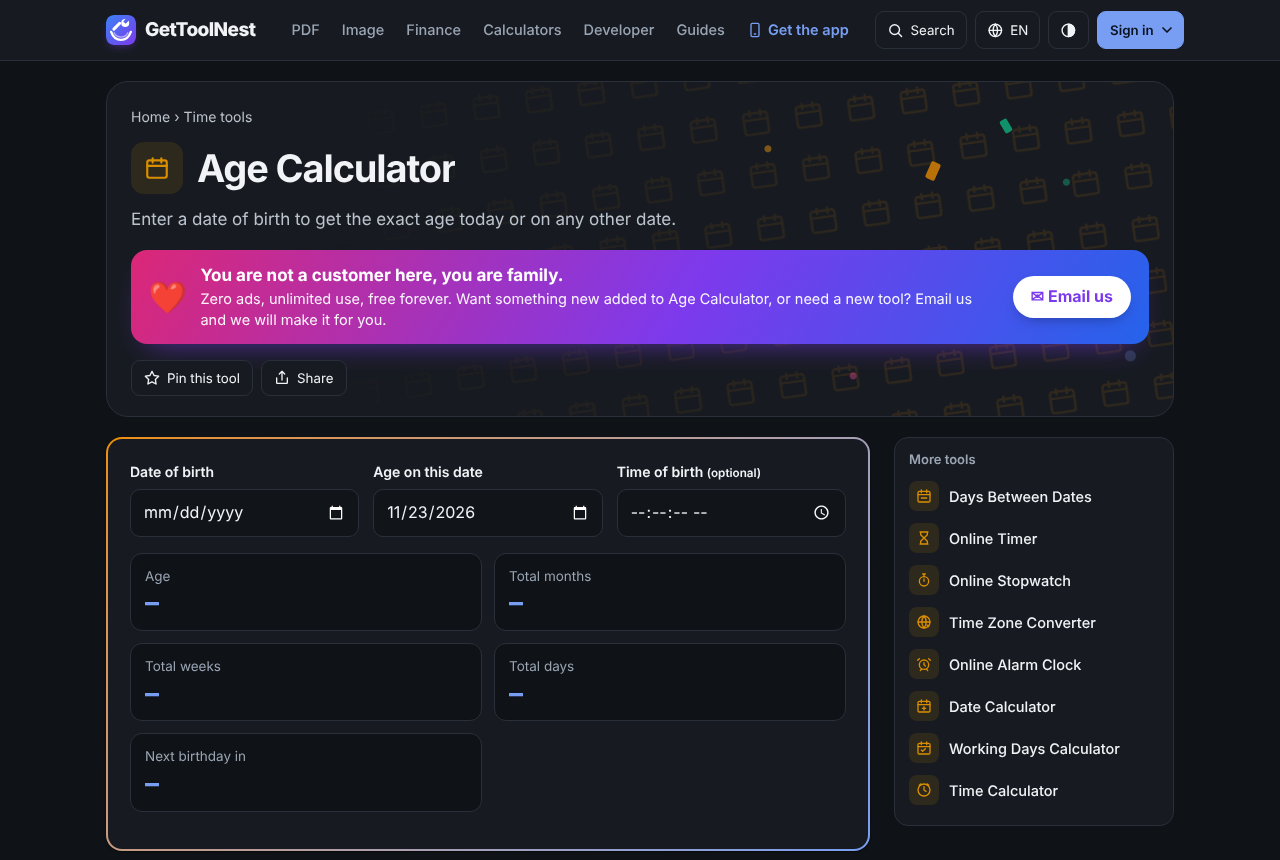 GetToolNest PDF Image Finance Calculators Developer Guides Get the app Search EN Sign in
Home › Time tools
Age Calculator
Enter a date of birth to get the exact age today or on any other date.
You are not a customer here, you are family.
Zero ads, unlimited use, free forever. Want something new added to Age Calculator, or need a new tool? Email us
and we will make it for you.
✉ Email us
Pin this tool Share
Date of birth Age on this date Time of birth (optional)
mm/dd/yyyy 11/23/2026 --:--:-- --
Age Total months
– –
Total weeks Total days
– –
Next birthday in
–
More tools
Days Between Dates
Online Timer
Online Stopwatch
Time Zone Converter
Online Alarm Clock
Date Calculator
Working Days Calculator
Time Calculator